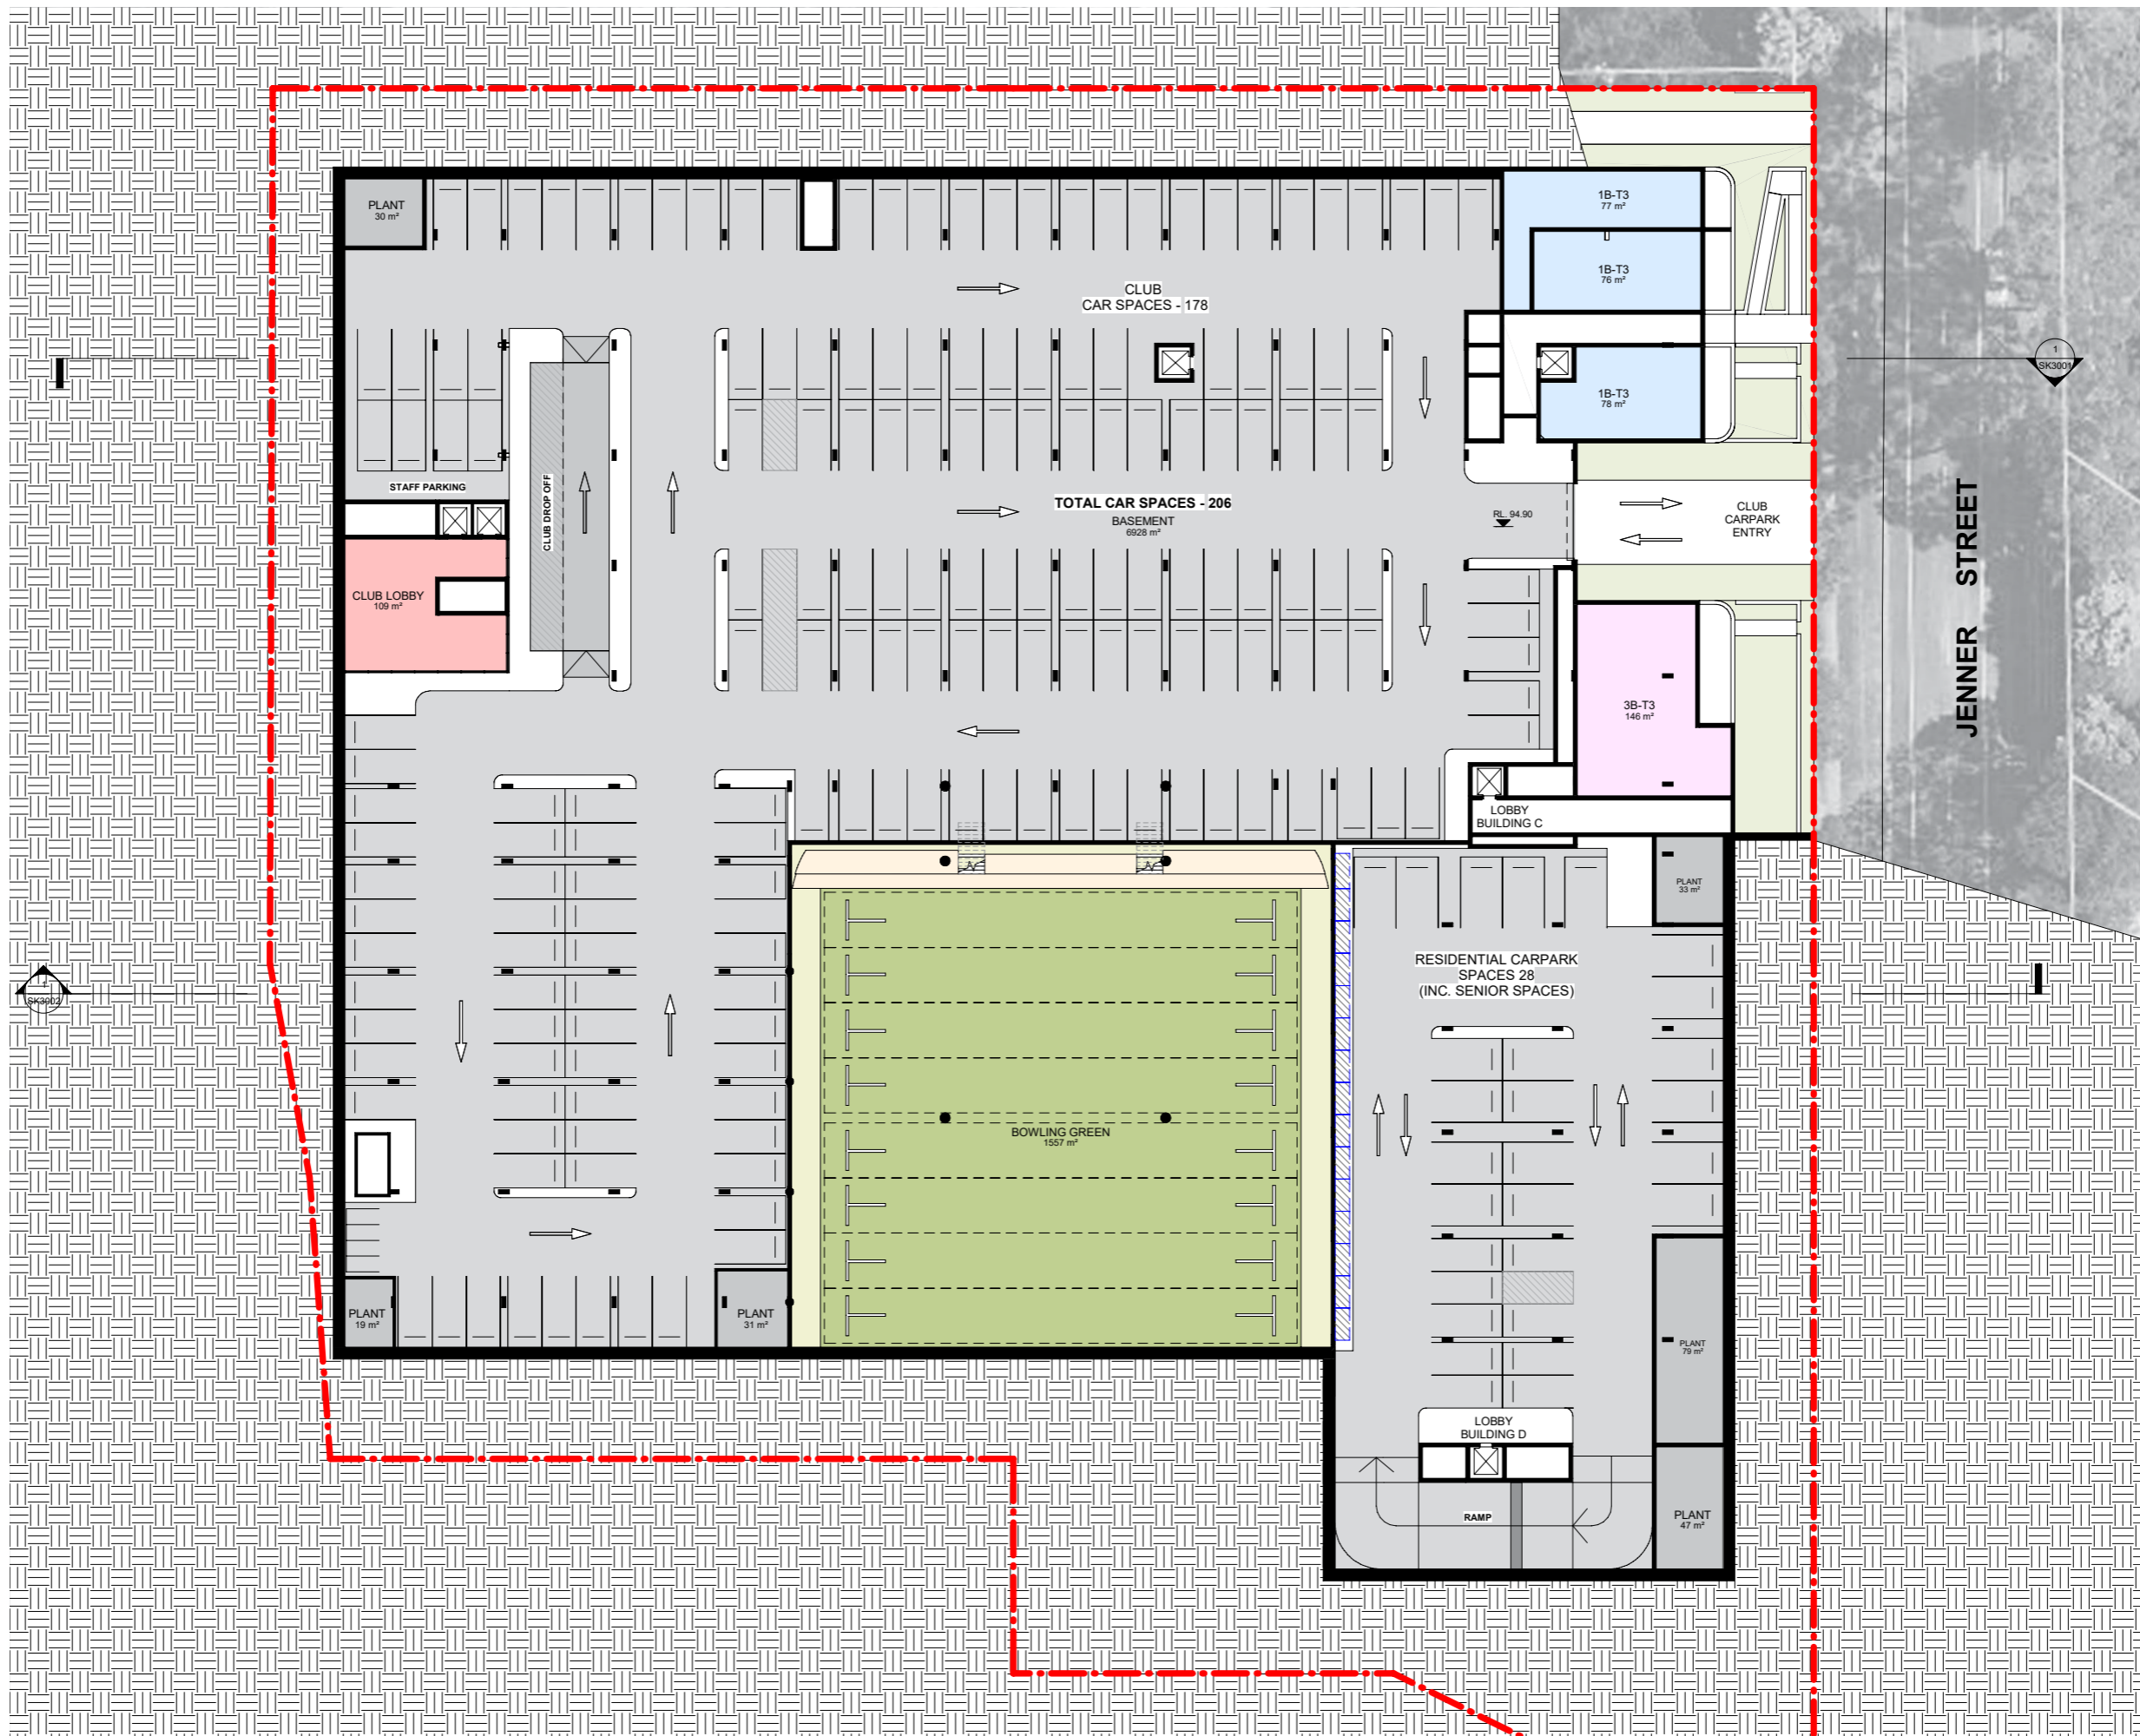 PLANT
30 m²
1B-T3
77 m²
1B-T3
76 m²
CLUB
CAR SPACES - 178
1
SK3001
1B-T3
78 m²
STAFF PARKING
CLUB DROP OFF
TOTAL CAR SPACES - 206
BASEMENT
6928 m²
RL. 94.90
CLUB
CARPARK
ENTRY
JENNER STREET
CLUB LOBBY
109 m²
3B-T3
146 m²
LOBBY
BUILDING C
PLANT
33 m²
RESIDENTIAL CARPARK
SPACES 28
(INC. SENIOR SPACES)
1
SK3002
BOWLING GREEN
1557 m²
PLANT
19 m²
PLANT
31 m²
PLANT
79 m²
LOBBY
BUILDING D
RAMP
PLANT
47 m²